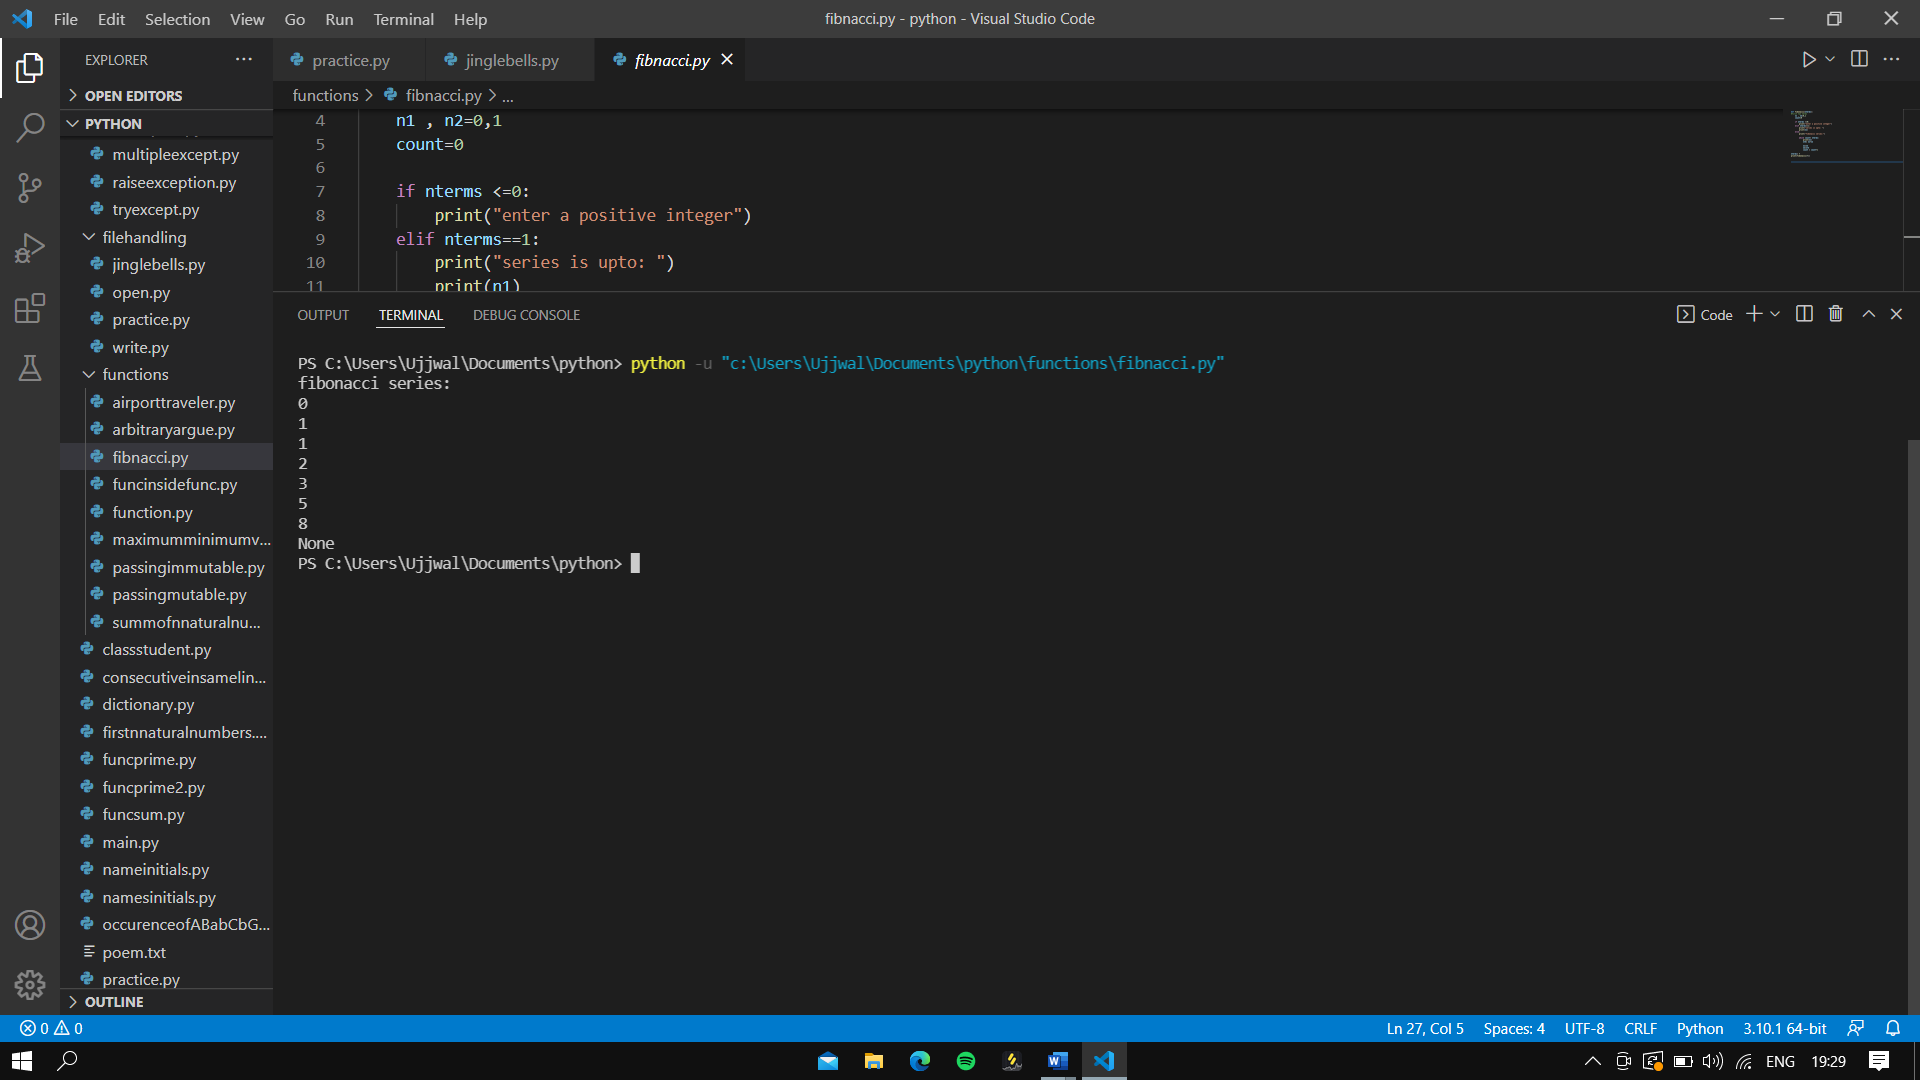 File Edit Selection View Go Run Terminal Help
fibnacci.py - python - Visual Studio Code
EXPLORER
practice.py
jinglebells.py
fibnacci.py
OPEN EDITORS
functions > fibnacci.py > ...
PYTHON
multipleexcept.py
raiseexception.py
tryexcept.py
filehandling
jinglebells.py
open.py
practice.py
write.py
functions
airporttraveler.py
arbitraryargue.py
fibnacci.py
funcinsidefunc.py
function.py
maximumminimumv...
passingimmutable.py
passingmutable.py
summofnnaturalnu...
classstudent.py
consecutiveinsamelin...
dictionary.py
firstnnaturalnumbers....
funcprime.py
funcprime2.py
funcsum.py
main.py
nameinitials.py
namesinitials.py
occurenceofABabCbG...
poem.txt
practice.py
OUTLINE
4 n1 , n2=0,1
5 count=0
6
7 if nterms <=0:
8 print("enter a positive integer")
9 elif nterms==1:
10 print("series is upto: ")
11 print(n1)
OUTPUT TERMINAL DEBUG CONSOLE
Code
PS C:\Users\Ujjwal\Documents\python> python -u "c:\Users\Ujjwal\Documents\python\functions\fibnacci.py"
fibonacci series:
0
1
1
2
3
5
8
None
PS C:\Users\Ujjwal\Documents\python>
0 0
Ln 27, Col 5 Spaces: 4 UTF-8 CRLF Python 3.10.1 64-bit
ENG 19:29